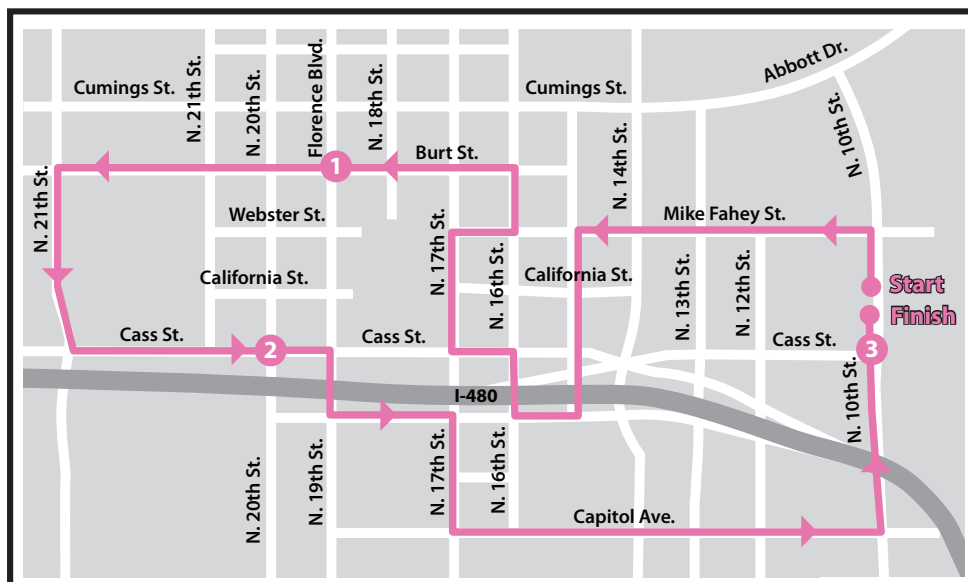 Abbott Dr.
Cumings St.
N. 21th St.
N. 20th St.
Florence Blvd.
N. 18th St.
Cumings St.
N. 10th St.
1
Burt St.
N. 14th St.
N. 21th St.
Webster St.
Mike Fahey St.
N. 17th St.
N. 16th St.
California St.
California St.
N. 13th St.
N. 12th St.
Start
Finish
Cass St.
2
Cass St.
Cass St.
3
I-480
N. 10th St.
N. 20th St.
N. 19th St.
N. 17th St.
N. 16th St.
Capitol Ave.